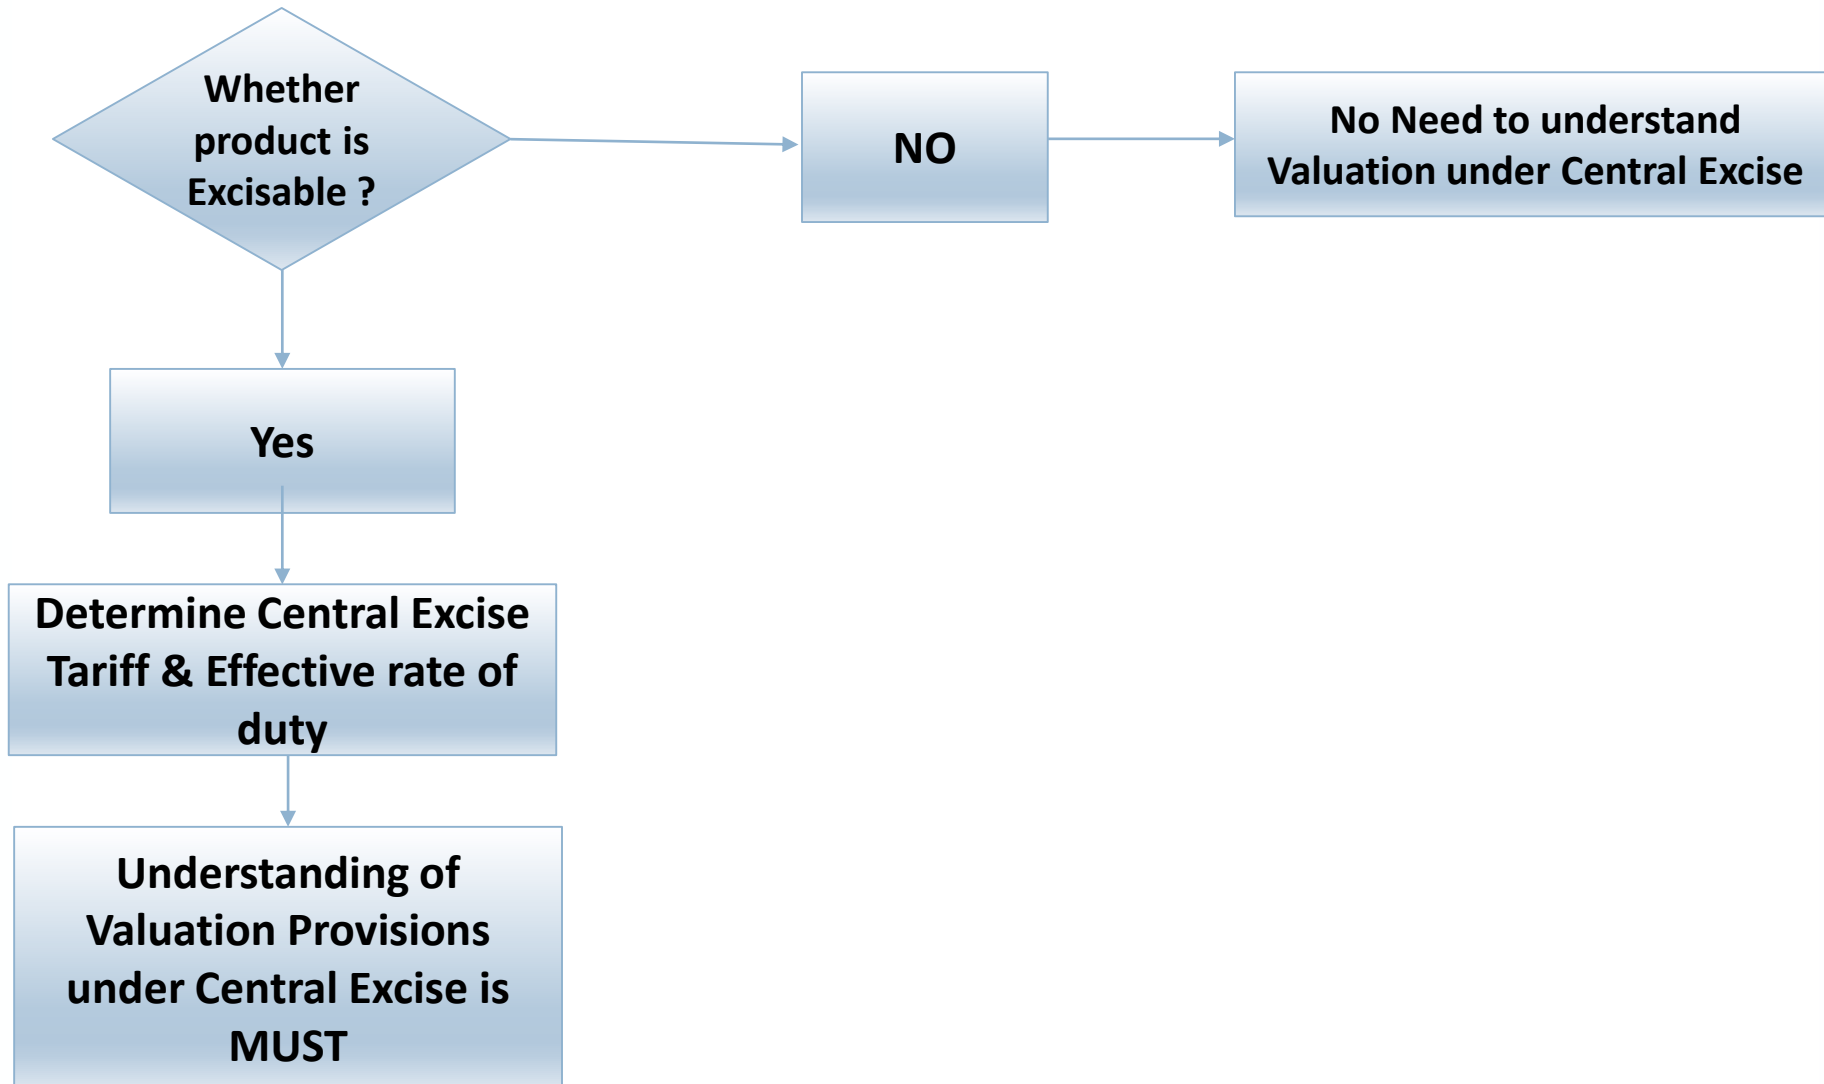 Whether
product is
Excisable ?
NO
No Need to understand
Valuation under Central Excise
Yes
Determine Central Excise
Tariff & Effective rate of
duty
Understanding of
Valuation Provisions
under Central Excise is
MUST